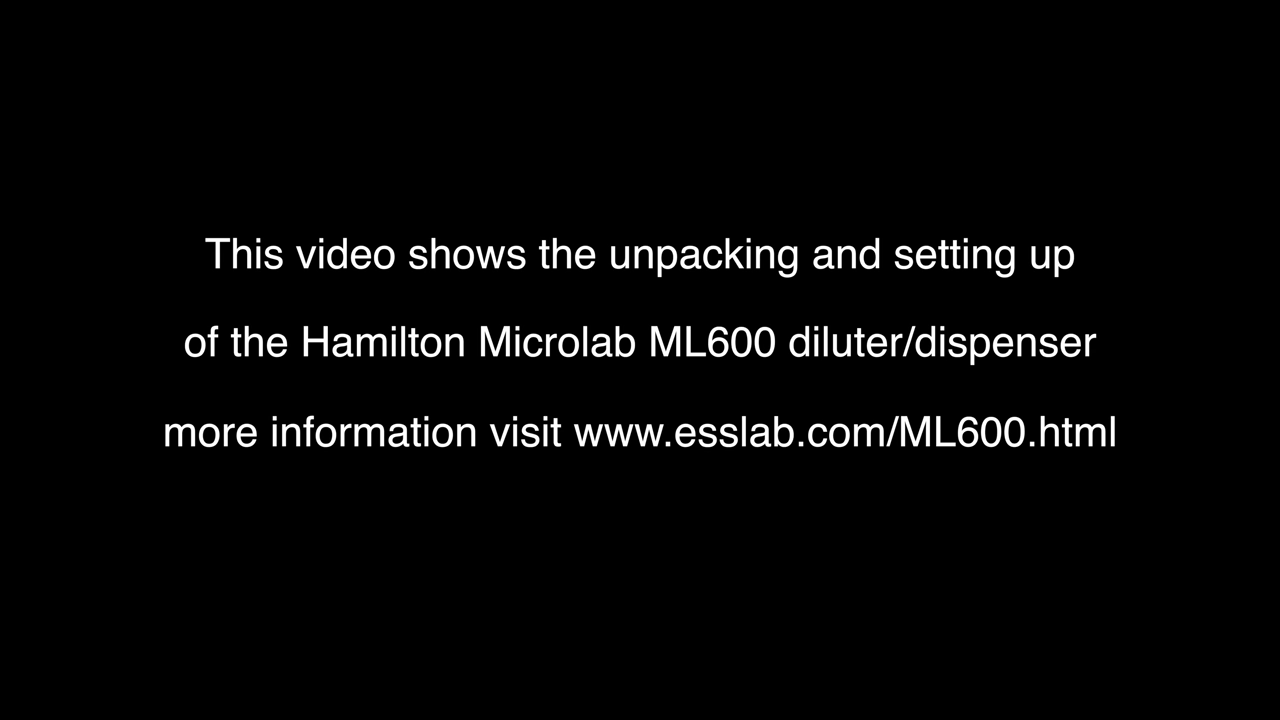 This video shows the unpacking and setting up
of the Hamilton Microlab ML600 diluter/dispenser
more information visit www.esslab.com/ML600.html